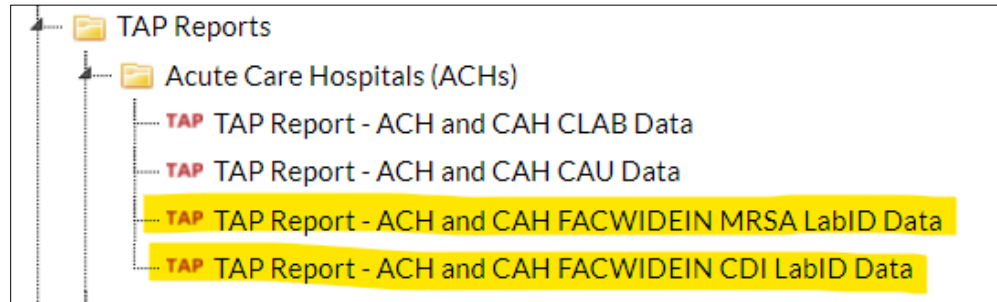 TAP Reports
Acute Care Hospitals (ACHs)
TAP TAP Report - ACH and CAH CLAB Data
TAP TAP Report - ACH and CAH CAU Data
TAP TAP Report - ACH and CAH FACWIDEIN MRSA LabID Data
TAP TAP Report - ACH and CAH FACWIDEIN CDI LabID Data